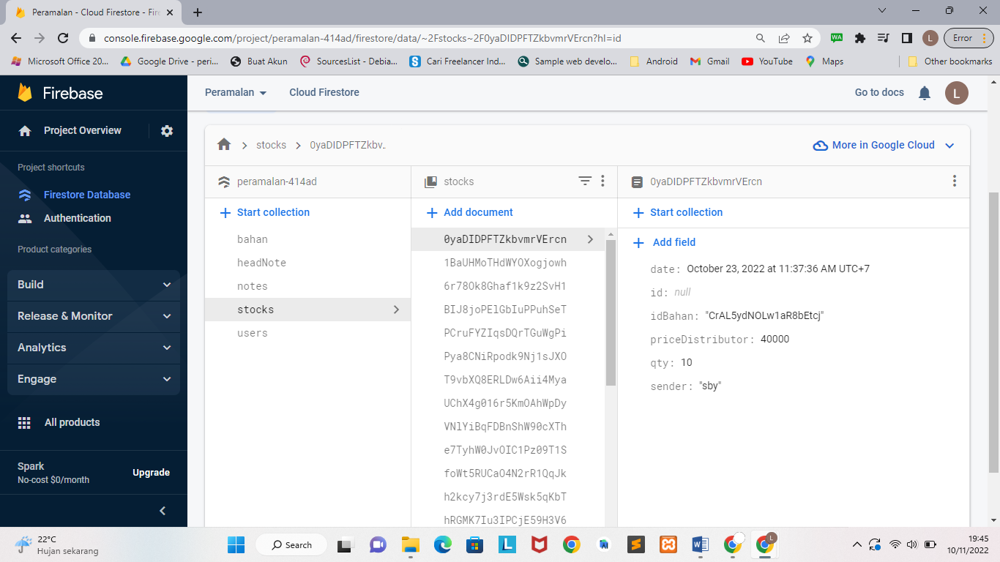 Peramalan - Cloud Firestore - Fire
console.firebase.google.com/project/peramalan-414ad/firestore/data/~2Fstocks~2F0yaDIDPFTZkbvmrVErcn?hl=id
WA
L
Error
Microsoft Office 20...
Google Drive - peri...
Buat Akun
SourcesList - Debia...
Cari Freelancer Ind...
Sample web develo...
Android
Gmail
YouTube
Maps
Other bookmarks
Firebase
Peramalan
Cloud Firestore
Go to docs
L
Project Overview
Project shortcuts
Firestore Database
Authentication
Product categories
Build
Release & Monitor
Analytics
Engage
All products
Spark
No-cost $0/month
Upgrade
stocks
0yaDIDPFTZkbv..
More in Google Cloud
peramalan-414ad
Start collection
bahan
headNote
notes
stocks
users
stocks
Add document
0yaDIDPFTZkbvmrVErcn
1BaUHMoTHdWYOXogjowh
6r78Ok8Ghaf1k9z2SvH1
BIJ8joPElGbIuPPuhSeT
PCruFYZIqsDQrTGuWgPi
Pya8CNiRpodk9Nj1sJXO
T9vbXQ8ERLDw6Aii4Mya
UChX4g016r5KmOAhWpDy
VNlYiBqFDBnShW90cXTh
e7TyhW0JvOIC1Pz09T1S
foWt5RUCaO4N2rR1QqJk
h2kcy7j3rdE5Wsk5qKbT
hRGMK7Iu3IPCjE59H3V6
0yaDIDPFTZkbvmrVErcn
Start collection
Add field
date: October 23, 2022 at 11:37:36 AM UTC+7
id: null
idBahan: "CrAL5ydNOLw1aR8bEtcj"
priceDistributor: 40000
qty: 10
sender: "sby"
22°C
Hujan sekarang
Search
L
L
19:45
10/11/2022